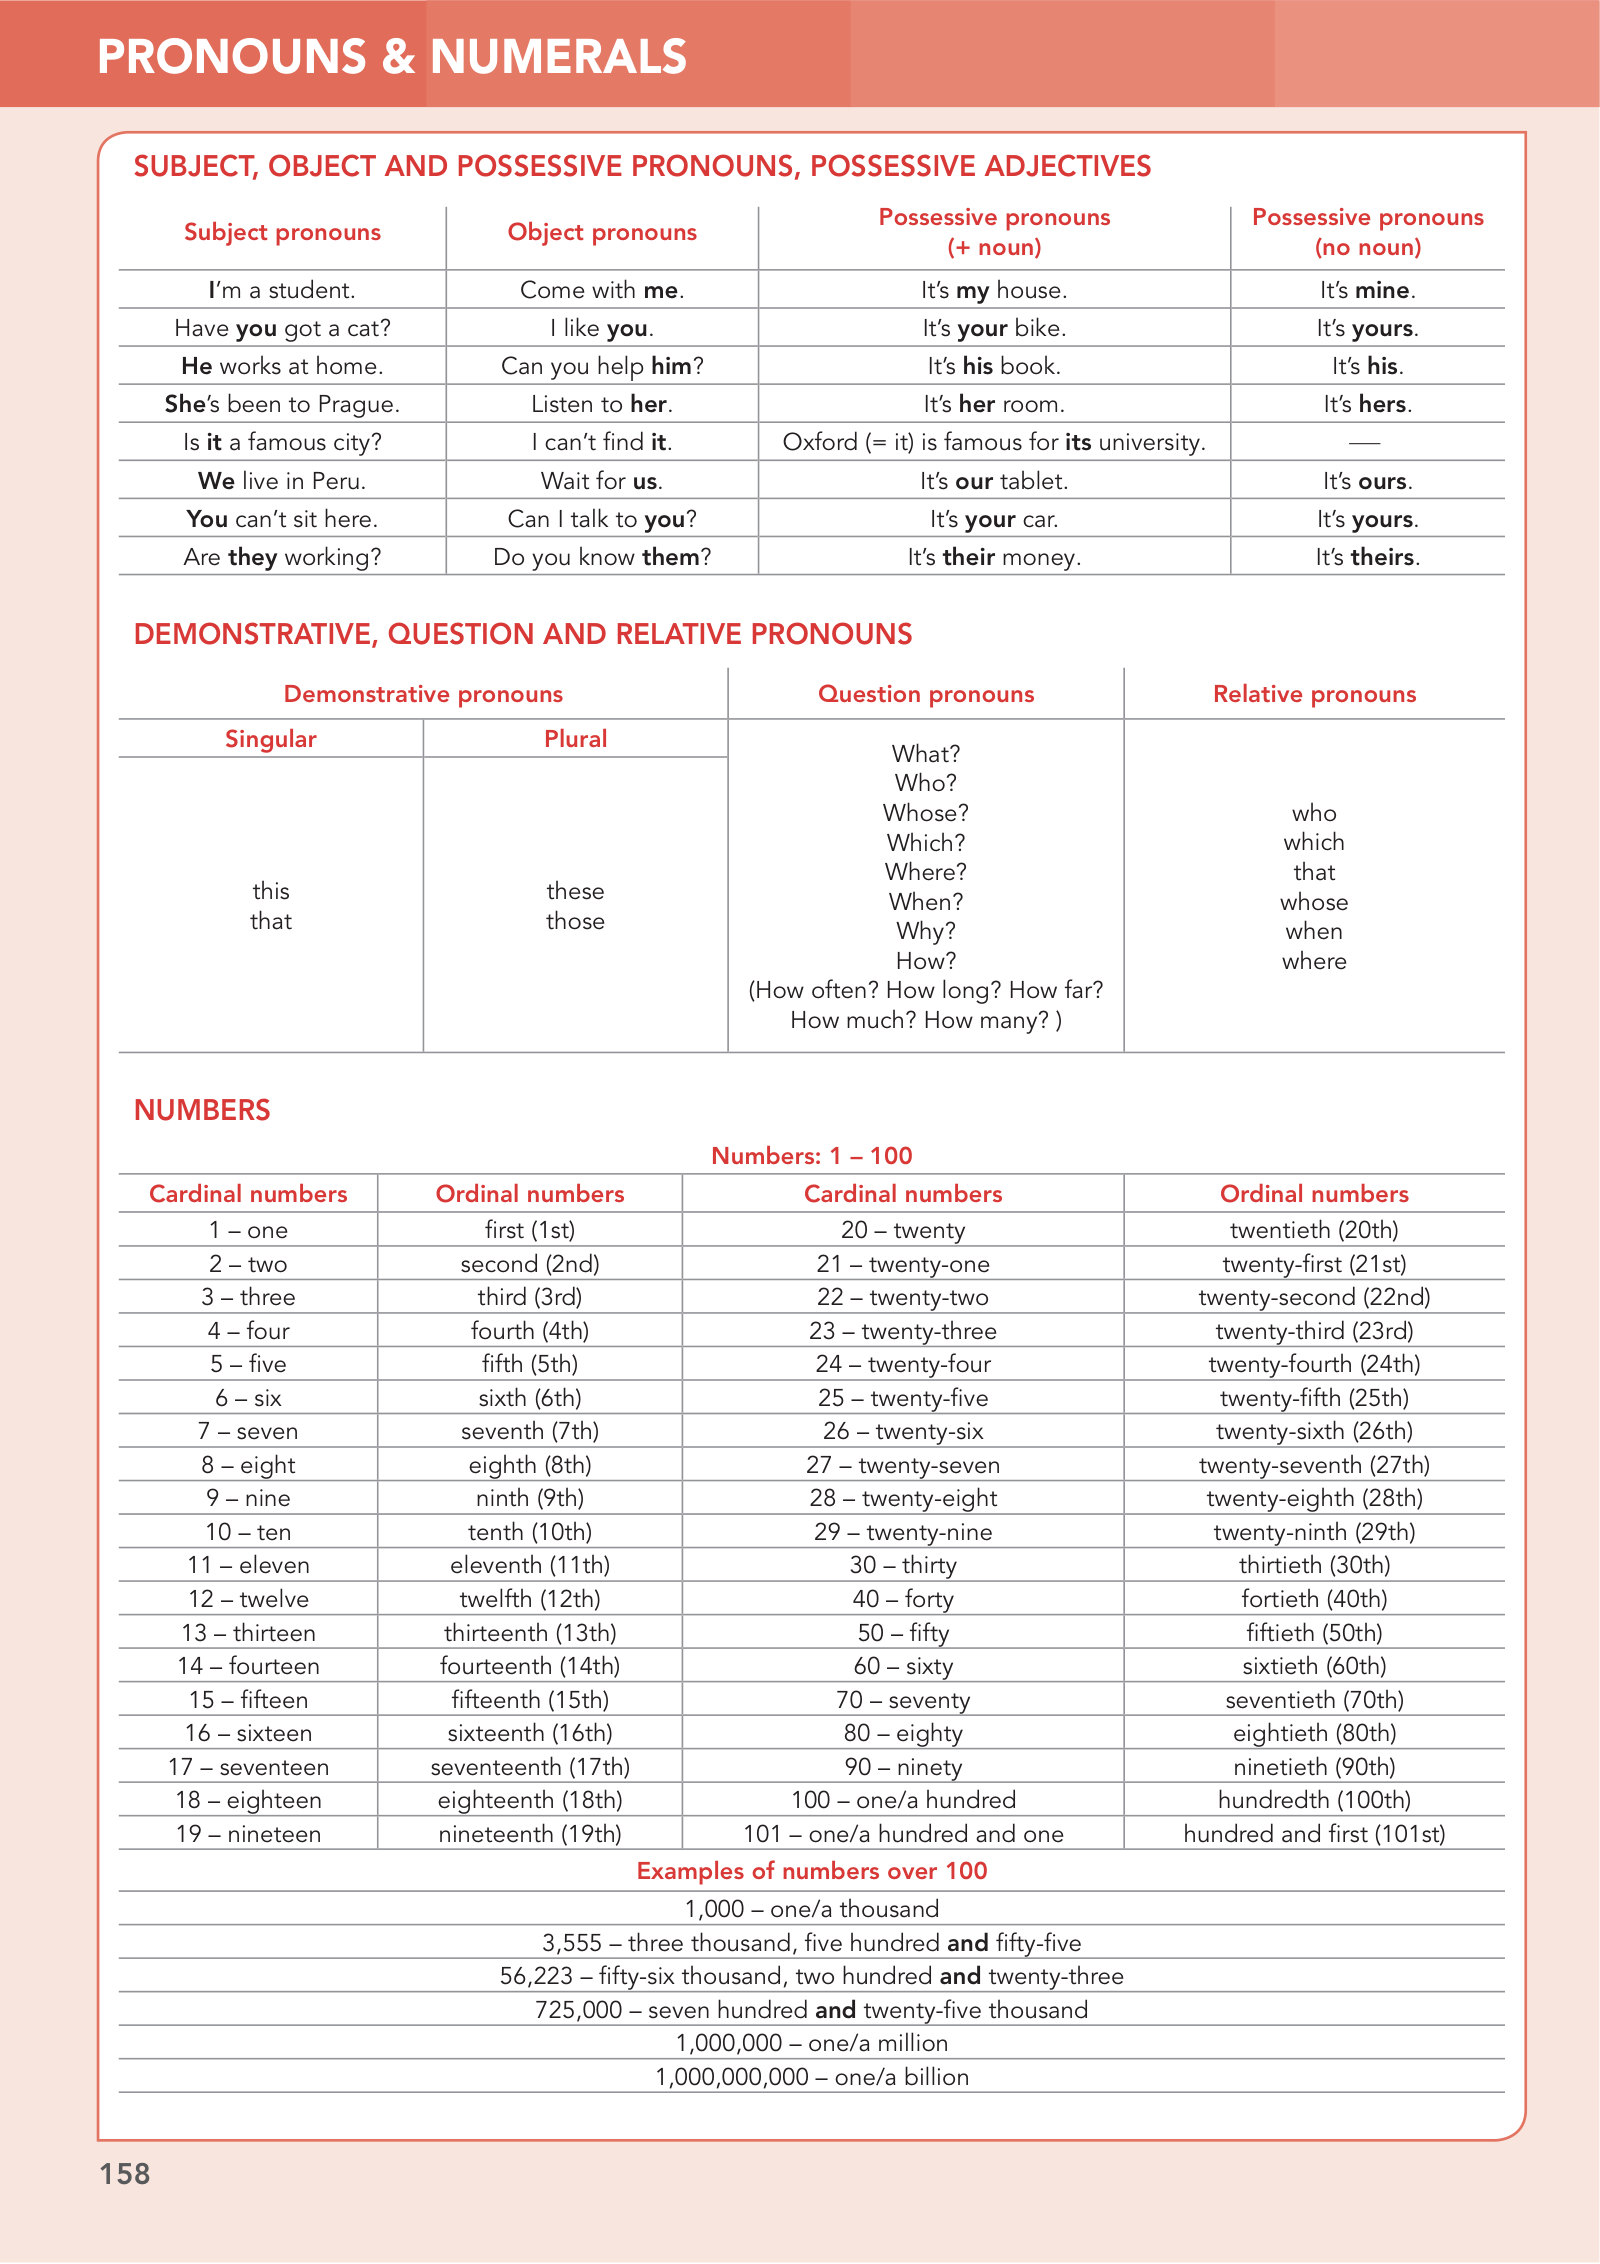 PRONOUNS & NUMERALS
SUBJECT, OBJECT AND POSSESSIVE PRONOUNS, POSSESSIVE ADJECTIVES
Subject pronouns Object pronouns Possessive pronouns (+ noun) Possessive pronouns (no noun)
I'm a student. Come with me. It's my house. It's mine.
Have you got a cat? I like you. It's your bike. It's yours.
He works at home. Can you help him? It's his book. It's his.
She's been to Prague. Listen to her. It's her room. It's hers.
Is it a famous city? I can't find it. Oxford (= it) is famous for its university. —
We live in Peru. Wait for us. It's our tablet. It's ours.
You can't sit here. Can I talk to you? It's your car. It's yours.
Are they working? Do you know them? It's their money. It's theirs.
DEMONSTRATIVE, QUESTION AND RELATIVE PRONOUNS
Demonstrative pronouns Question pronouns Relative pronouns
Singular Plural
this
that
these
those
What?
Who?
Whose?
Which?
Where?
When?
Why?
How?
(How often? How long? How far?
How much? How many? )
who
which
that
whose
when
where
NUMBERS
Numbers: 1 – 100
Cardinal numbers Ordinal numbers Cardinal numbers Ordinal numbers
1 – one first (1st) 20 – twenty twentieth (20th)
2 – two second (2nd) 21 – twenty-one twenty-first (21st)
3 – three third (3rd) 22 – twenty-two twenty-second (22nd)
4 – four fourth (4th) 23 – twenty-three twenty-third (23rd)
5 – five fifth (5th) 24 – twenty-four twenty-fourth (24th)
6 – six sixth (6th) 25 – twenty-five twenty-fifth (25th)
7 – seven seventh (7th) 26 – twenty-six twenty-sixth (26th)
8 – eight eighth (8th) 27 – twenty-seven twenty-seventh (27th)
9 – nine ninth (9th) 28 – twenty-eight twenty-eighth (28th)
10 – ten tenth (10th) 29 – twenty-nine twenty-ninth (29th)
11 – eleven eleventh (11th) 30 – thirty thirtieth (30th)
12 – twelve twelfth (12th) 40 – forty fortieth (40th)
13 – thirteen thirteenth (13th) 50 – fifty fiftieth (50th)
14 – fourteen fourteenth (14th) 60 – sixty sixtieth (60th)
15 – fifteen fifteenth (15th) 70 – seventy seventieth (70th)
16 – sixteen sixteenth (16th) 80 – eighty eightieth (80th)
17 – seventeen seventeenth (17th) 90 – ninety ninetieth (90th)
18 – eighteen eighteenth (18th) 100 – one/a hundred hundredth (100th)
19 – nineteen nineteenth (19th) 101 – one/a hundred and one hundred and first (101st)
Examples of numbers over 100
1,000 – one/a thousand
3,555 – three thousand, five hundred and fifty-five
56,223 – fifty-six thousand, two hundred and twenty-three
725,000 – seven hundred and twenty-five thousand
1,000,000 – one/a million
1,000,000,000 – one/a billion
158